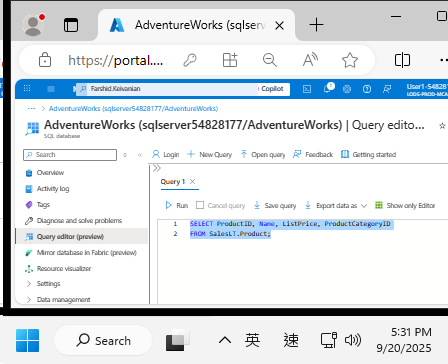 AdventureWorks (sqlser
https://portal....
Farshid.Keivanian
Copilot
1
User1-54828
LODS-PROD-MCA
... > AdventureWorks (sqlserver54828177/AdventureWorks)
AdventureWorks (sqlserver54828177/AdventureWorks) | Query edito...
SQL database
Search
Login
New Query
Open query
Feedback
Getting started
Overview
Activity log
Tags
Diagnose and solve problems
Query editor (preview)
Mirror database in Fabric (preview)
Resource visualizer
Settings
Data management
Query 1
Run
Cancel query
Save query
Export data as
Show only Editor
1 SELECT ProductID, Name, ListPrice, ProductCategoryID
2 FROM SalesLT.Product;
Search
英
速
5:31 PM
9/20/2025